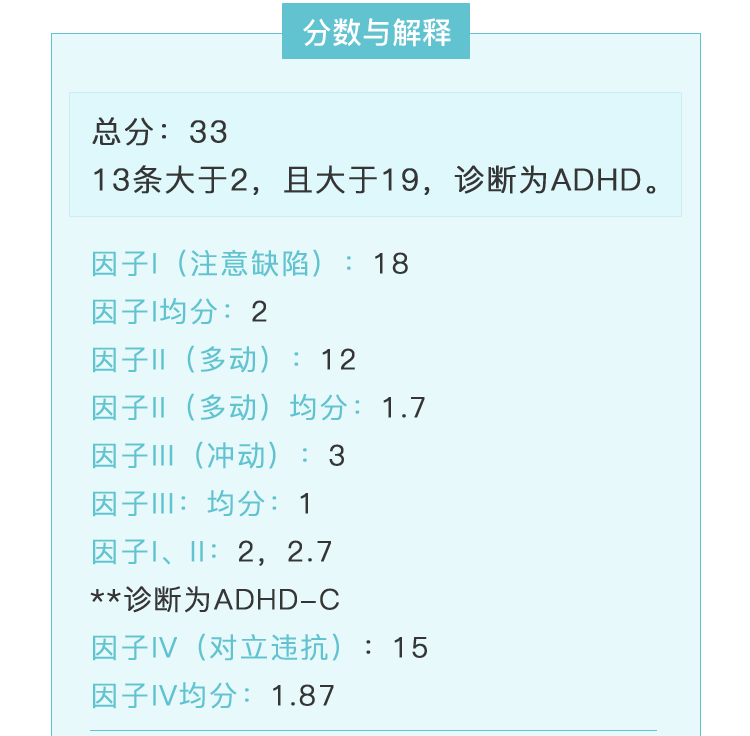 分数与解释
总分：33
13条大于2，且大于19，诊断为ADHD。
因子I（注意缺陷）：18
因子I均分：2
因子II（多动）：12
因子II（多动）均分：1.7
因子III（冲动）：3
因子III：均分：1
因子I、II：2，2.7
**诊断为ADHD–C
因子IV（对立违抗）：15
因子IV均分：1.87